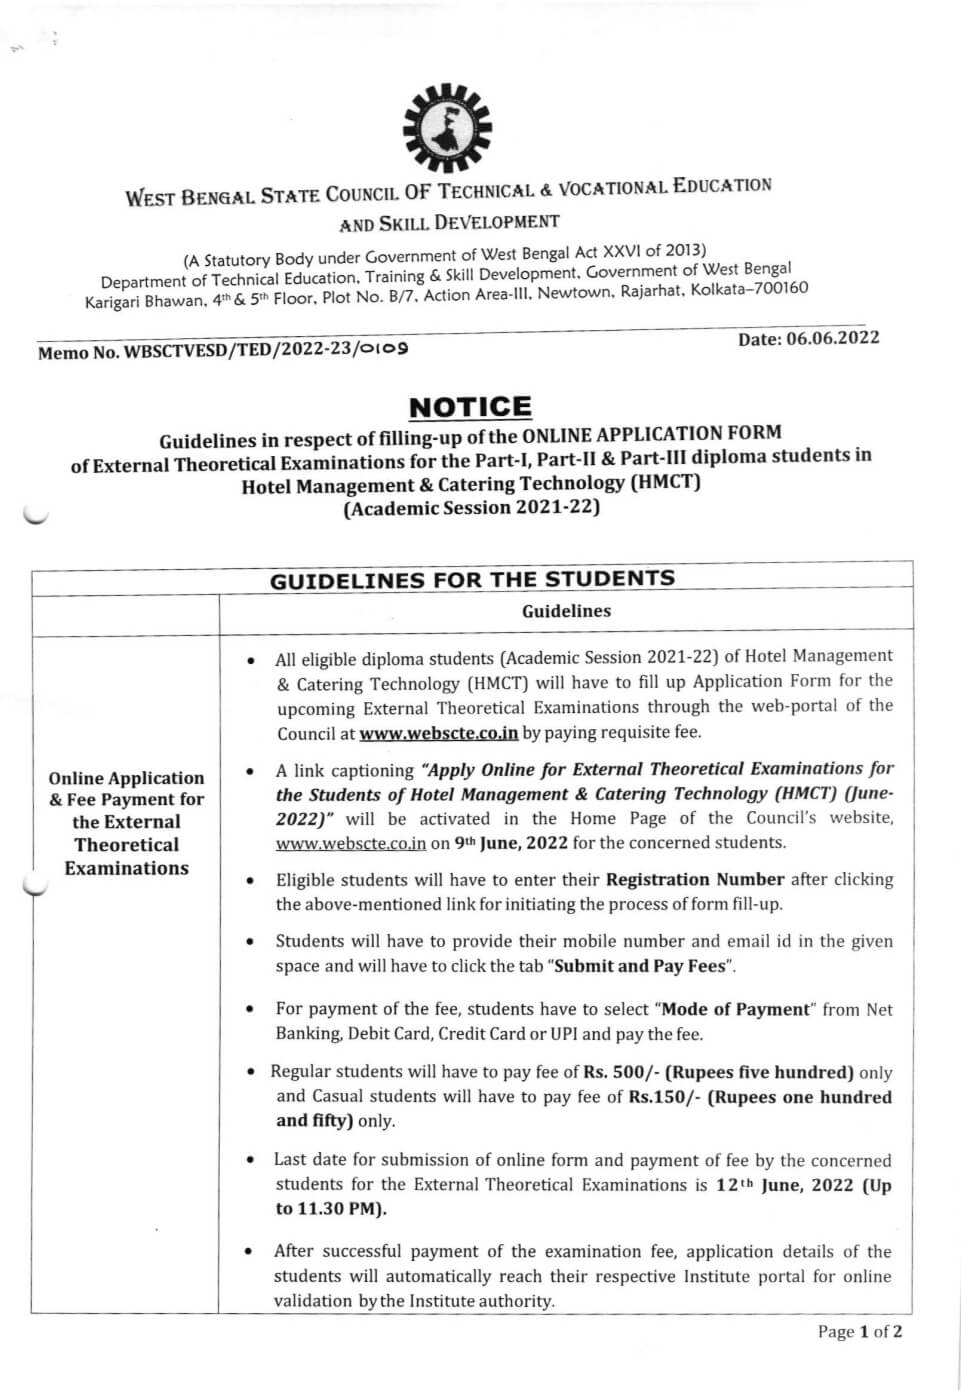 WEST BENGAL STATE COUNCIL OF TECHNICAL & VOCATIONAL EDUCATION
AND SKILL DEVELOPMENT
(A Statutory Body under Government of West Bengal Act XXVI of 2013)
Department of Technical Education, Training & Skill Development, Government of West Bengal
Karigari Bhawan, 4th & 5th Floor, Plot No. B/7, Action Area-III, Newtown, Rajarhat, Kolkata–700160
Memo No. WBSCTVESD/TED/2022-23/0109
Date: 06.06.2022
NOTICE
Guidelines in respect of filling-up of the ONLINE APPLICATION FORM
of External Theoretical Examinations for the Part-I, Part-II & Part-III diploma students in
Hotel Management & Catering Technology (HMCT)
(Academic Session 2021-22)
GUIDELINES FOR THE STUDENTS
Guidelines
Online Application
& Fee Payment for
the External
Theoretical
Examinations
• All eligible diploma students (Academic Session 2021-22) of Hotel Management
& Catering Technology (HMCT) will have to fill up Application Form for the
upcoming External Theoretical Examinations through the web-portal of the
Council at www.webscte.co.in by paying requisite fee.
• A link captioning “Apply Online for External Theoretical Examinations for
the Students of Hotel Management & Catering Technology (HMCT) (June-
2022)” will be activated in the Home Page of the Council's website,
www.webscte.co.in on 9th June, 2022 for the concerned students.
• Eligible students will have to enter their Registration Number after clicking
the above-mentioned link for initiating the process of form fill-up.
• Students will have to provide their mobile number and email id in the given
space and will have to click the tab “Submit and Pay Fees”.
• For payment of the fee, students have to select “Mode of Payment” from Net
Banking, Debit Card, Credit Card or UPI and pay the fee.
• Regular students will have to pay fee of Rs. 500/- (Rupees five hundred) only
and Casual students will have to pay fee of Rs.150/- (Rupees one hundred
and fifty) only.
• Last date for submission of online form and payment of fee by the concerned
students for the External Theoretical Examinations is 12th June, 2022 (Up
to 11.30 PM).
• After successful payment of the examination fee, application details of the
students will automatically reach their respective Institute portal for online
validation by the Institute authority.
Page 1 of 2